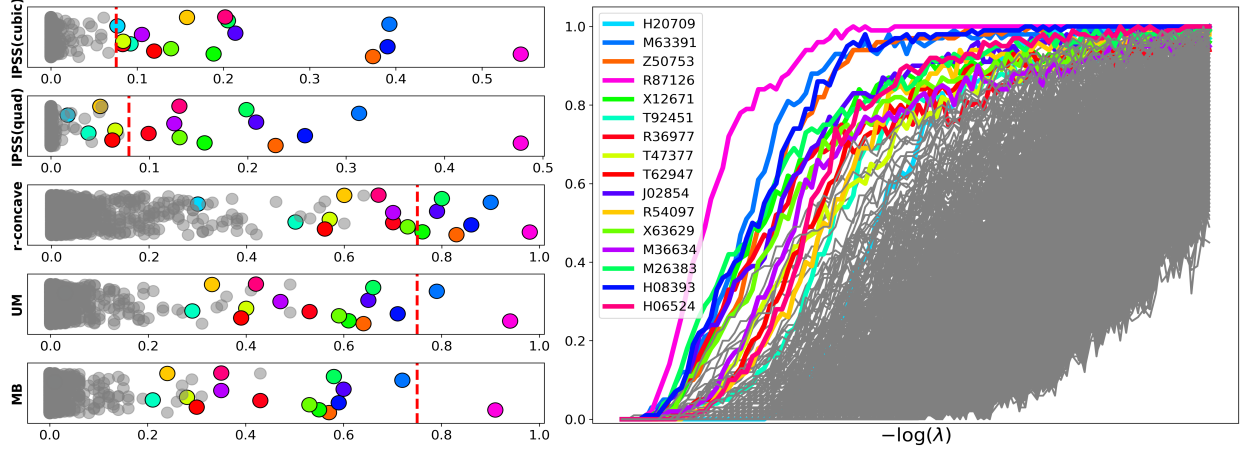 IPSS(cubic)
0.0 0.1 0.2 0.3 0.4 0.5
IPSS(quad)
0.0 0.1 0.2 0.3 0.4 0.5
r-concave
0.0 0.2 0.4 0.6 0.8 1.0
UM
0.0 0.2 0.4 0.6 0.8 1.0
MB
0.0 0.2 0.4 0.6 0.8 1.0
1.0
0.8
0.6
0.4
0.2
0.0
H20709
M63391
Z50753
R87126
X12671
T92451
R36977
T47377
T62947
J02854
R54097
X63629
M36634
M26383
H08393
H06524
−log(λ)